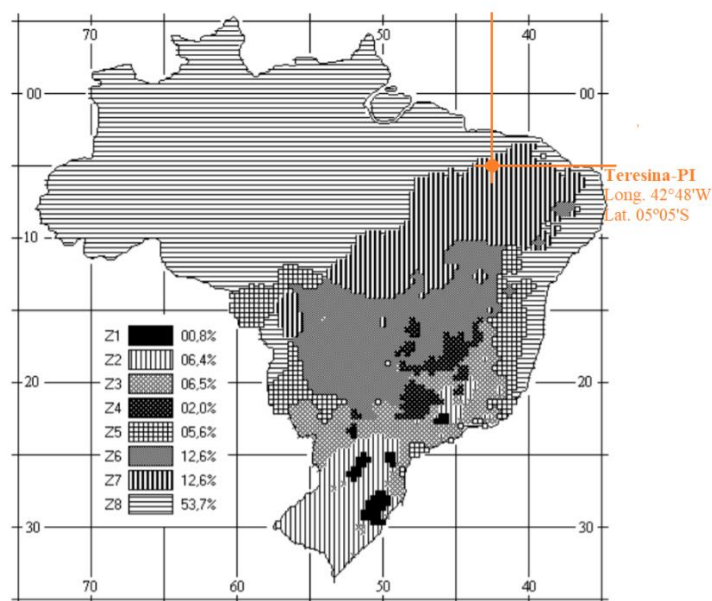 70 50 40
00 00
Teresina-PI
Long. 42°48'W
Lat. 05°05'S
10 10
Z1 00,8%
Z2 06,4%
Z3 06,5%
Z4 02,0%
Z5 05,6%
Z6 12,6%
Z7 12,6%
Z8 53,7%
20 20
30 30
70 60 50 40